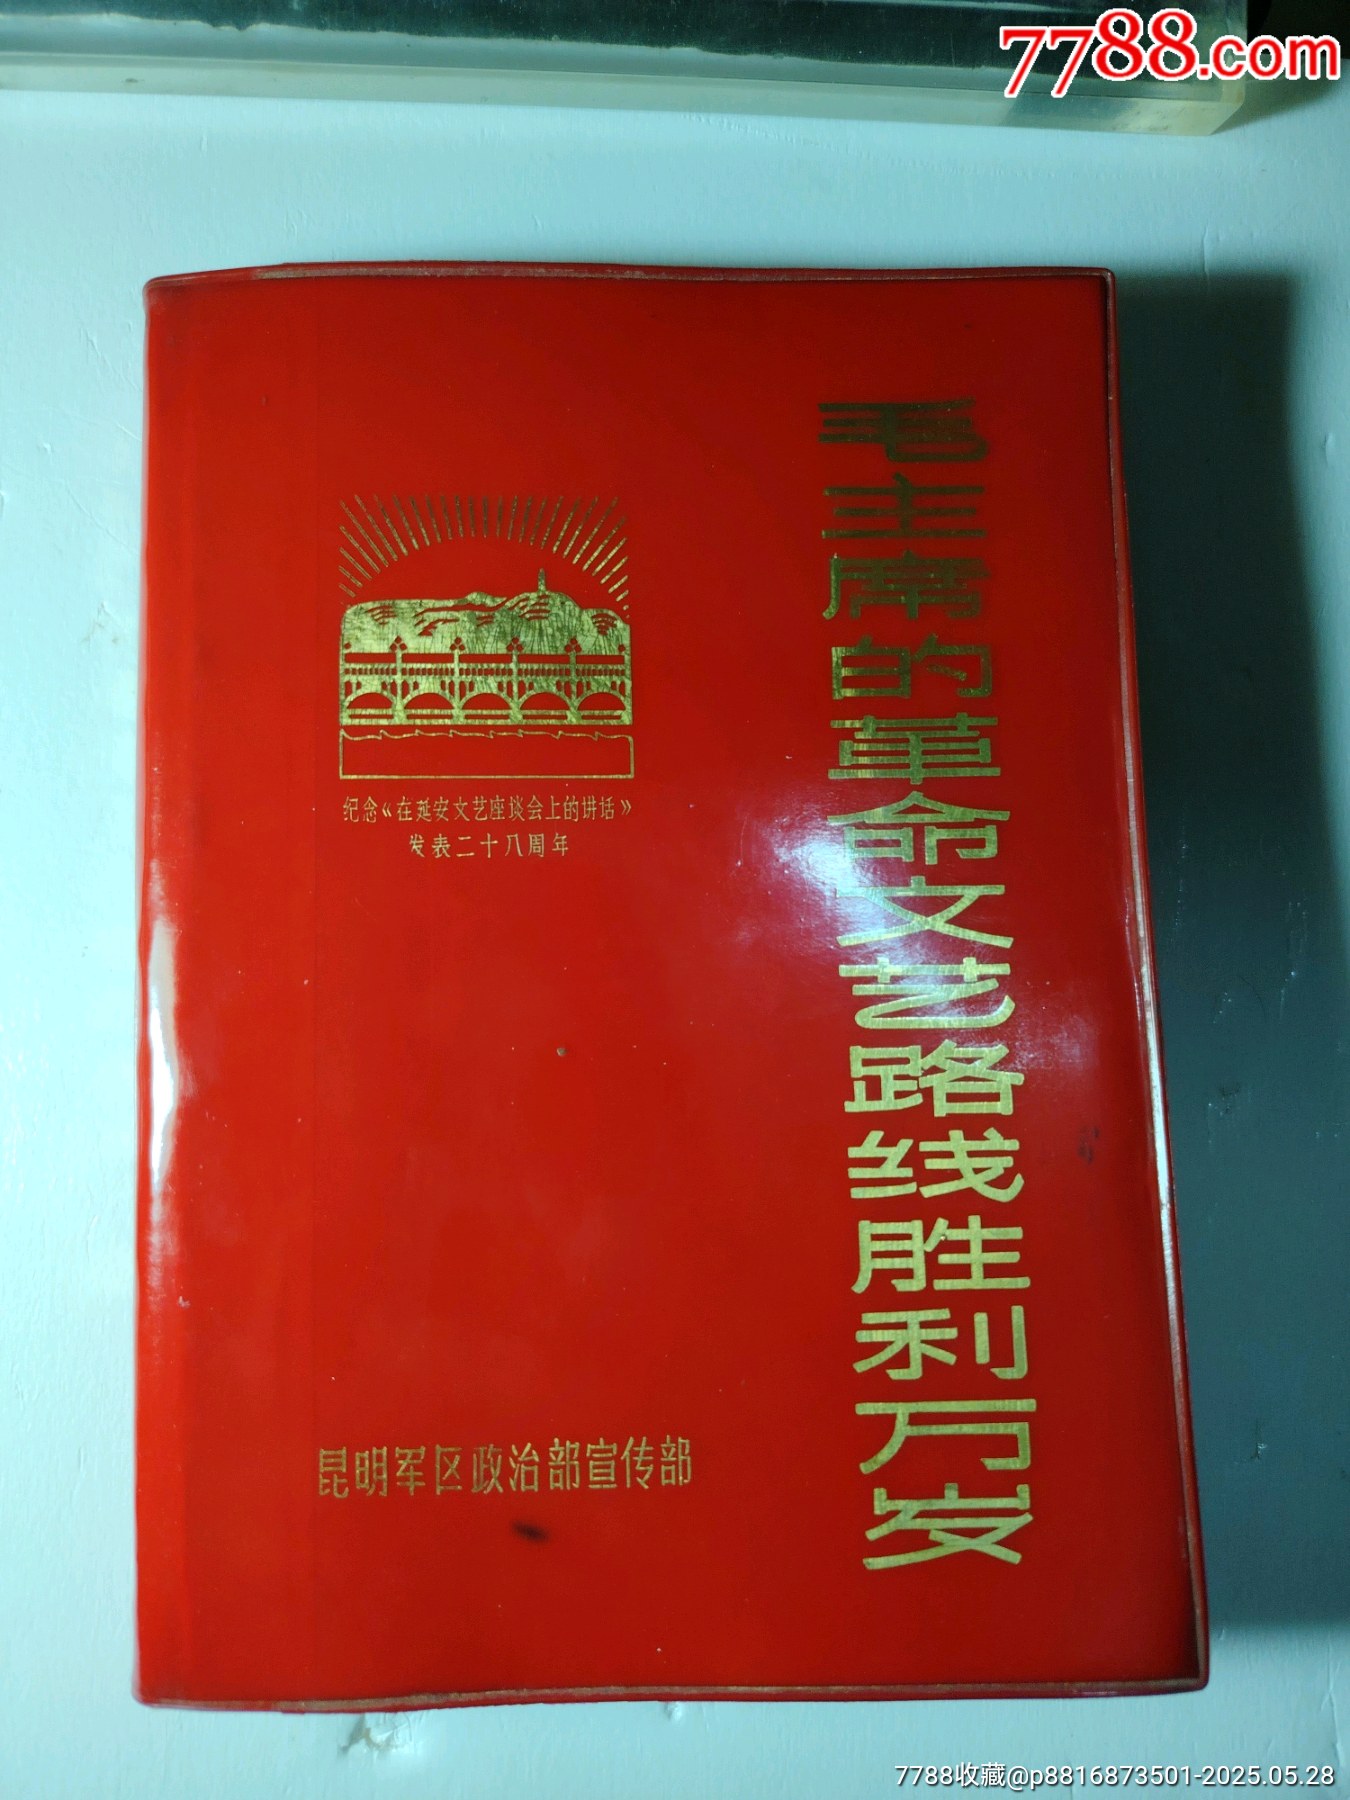 7788.com
毛主席的革命文艺路线胜利万岁
纪念《在延安文艺座谈会上的讲话》
发表二十八周年
昆明军区政治部宣传部
7788收藏@p8816873501-2025.05.28